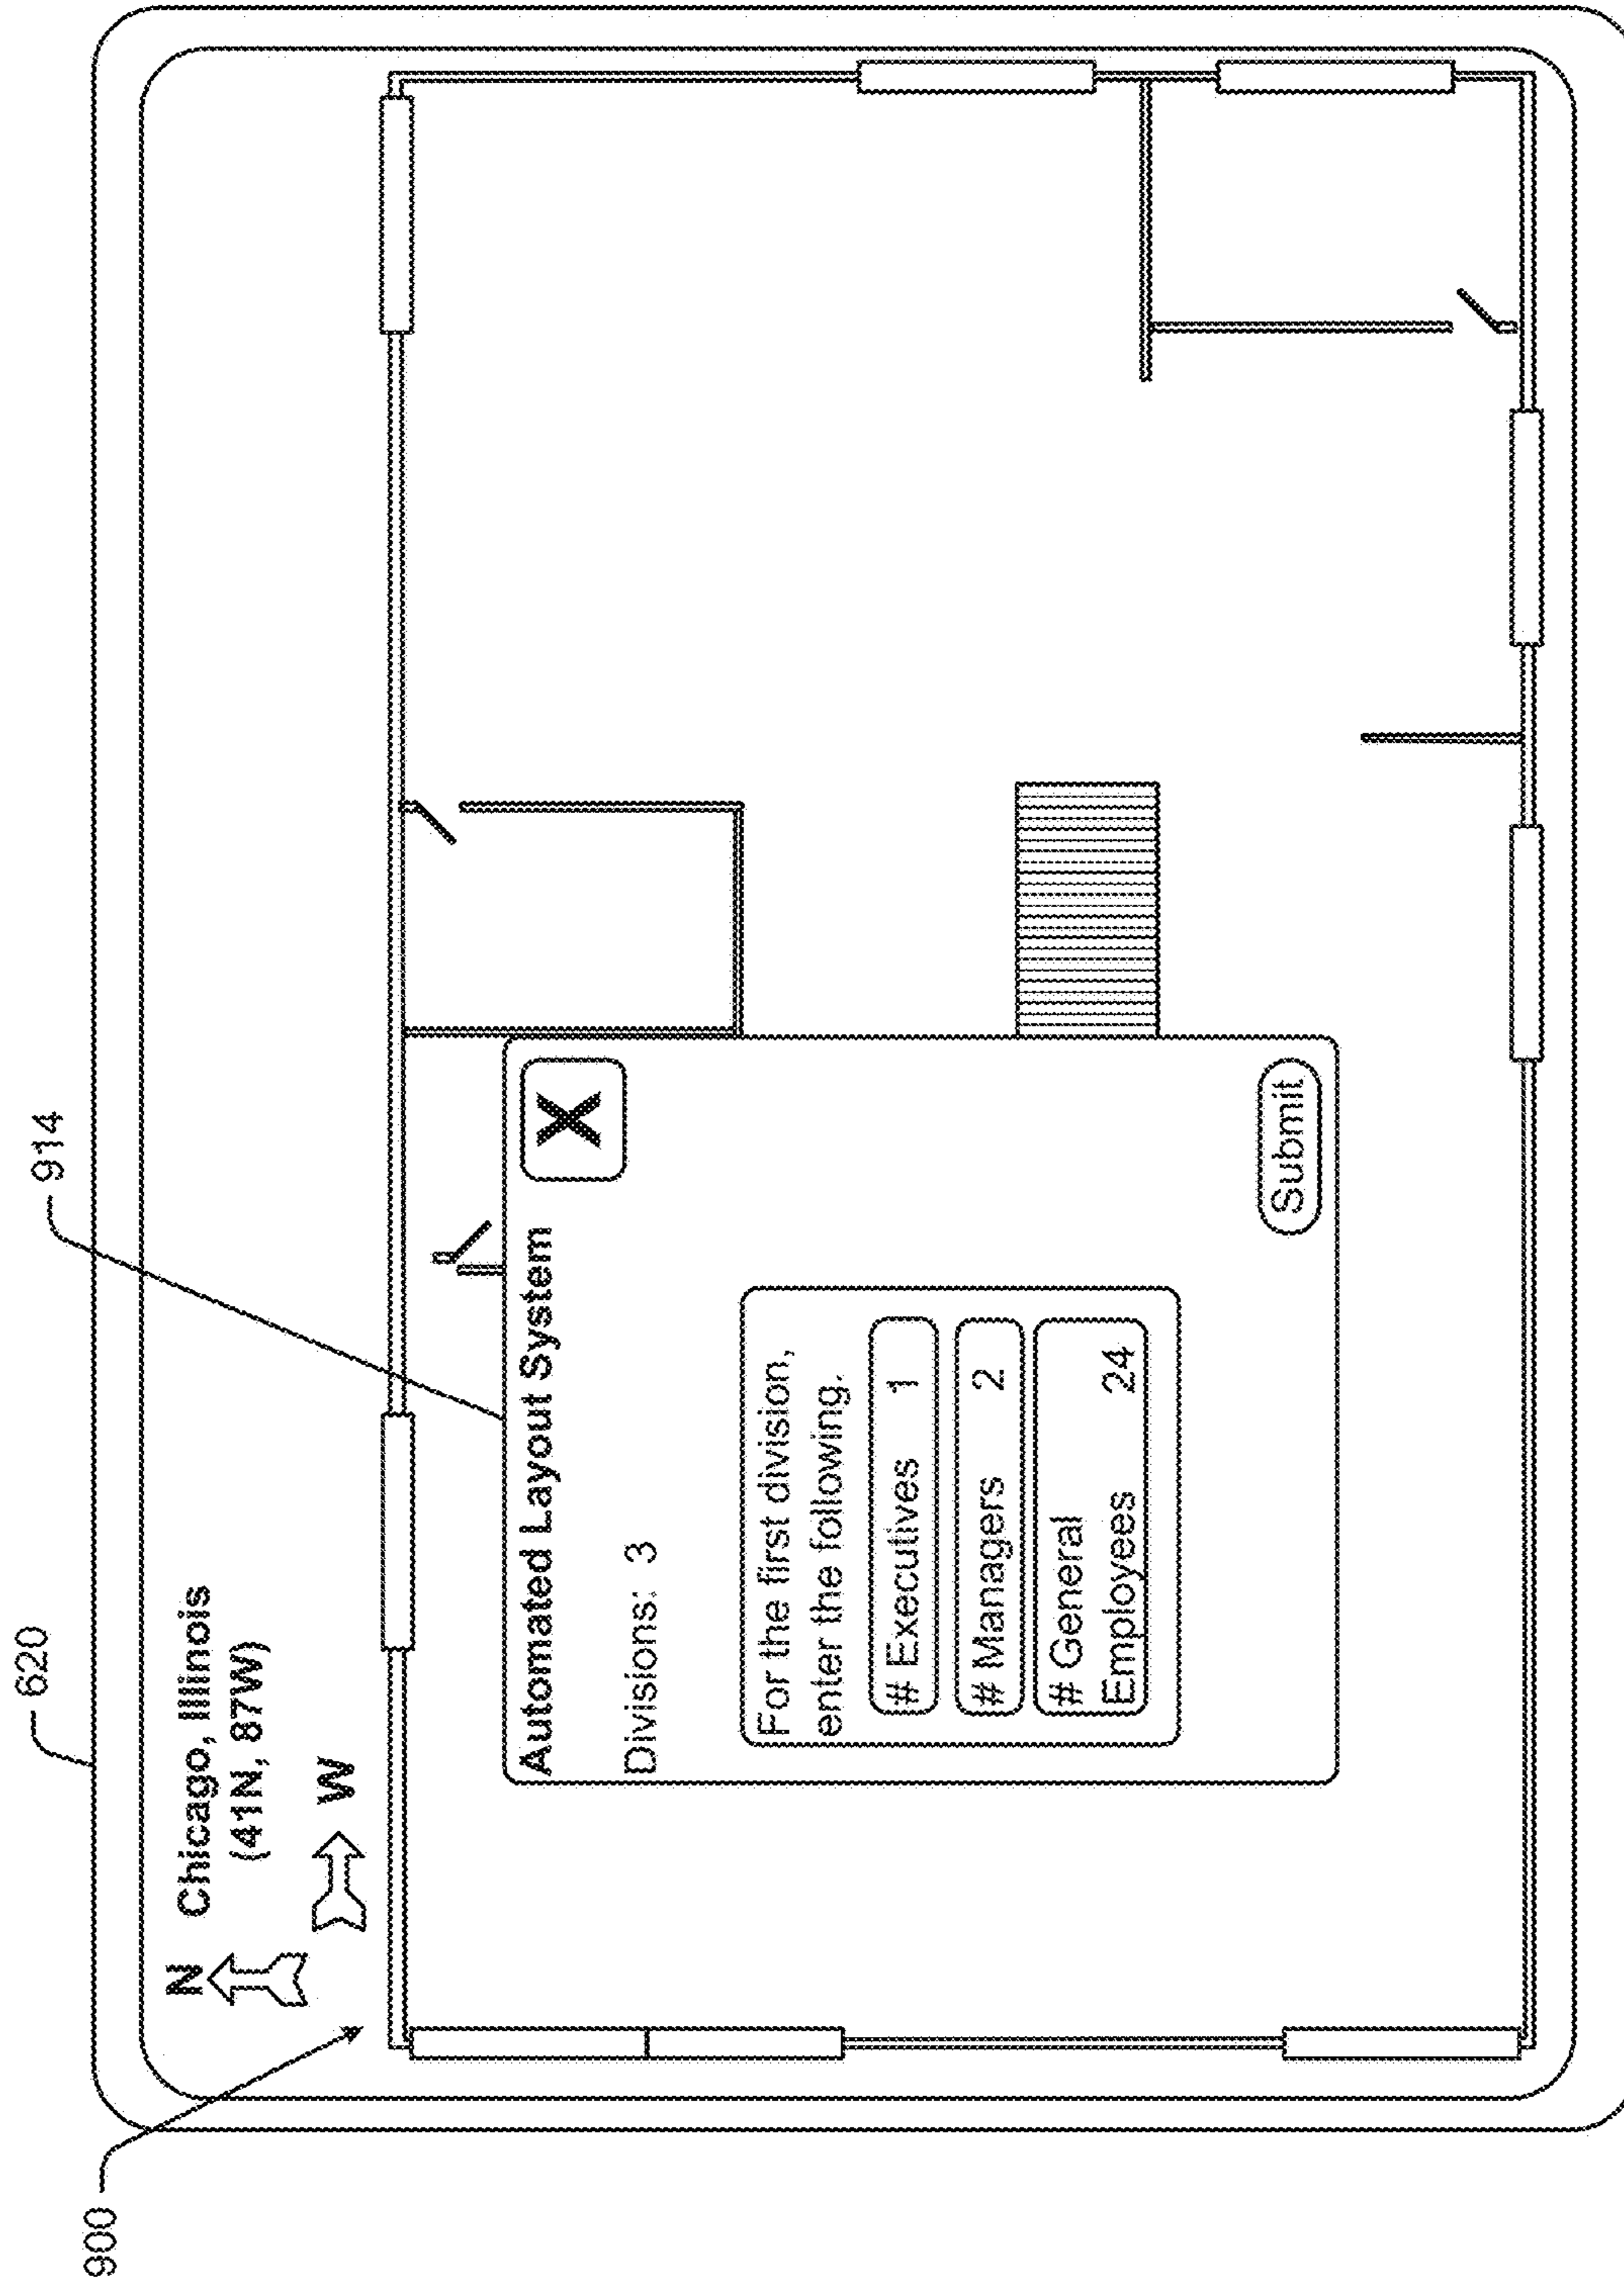 900
620
914
N Chicago, Illinois
(41N, 87W)
W
Automated Layout System
X
Divisions: 3
For the first division,
enter the following.
# Executives 1
# Managers 2
# General
Employees 24
Submit